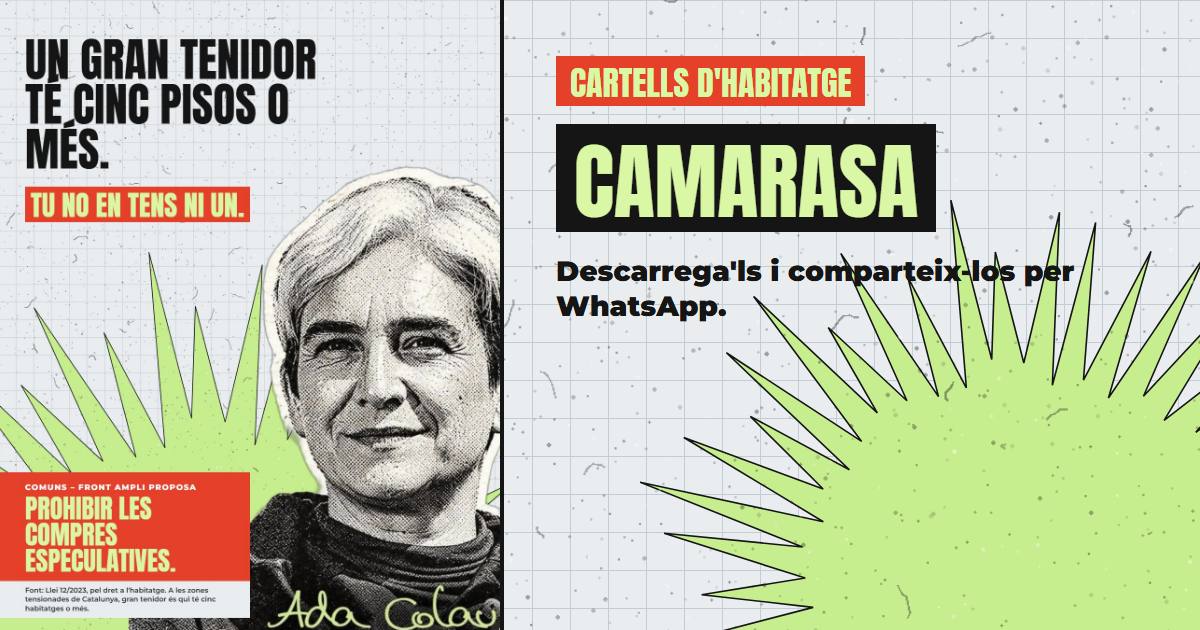 UN GRAN TENIDOR
TÉ CINC PISOS O
MÉS.
TU NO EN TENS NI UN.
COMUNS – FRONT AMPLI PROPOSA
PROHIBIR LES
COMPRES
ESPECULATIVES.
Font: Llei 12/2023, pel dret a l'habitatge. A les zones
tensionades de Catalunya, gran tenidor és qui té cinc
habitatges o més.
Ada Colau
CARTELLS D'HABITATGE
CAMARASA
Descarrega'ls i comparteix-los per
WhatsApp.